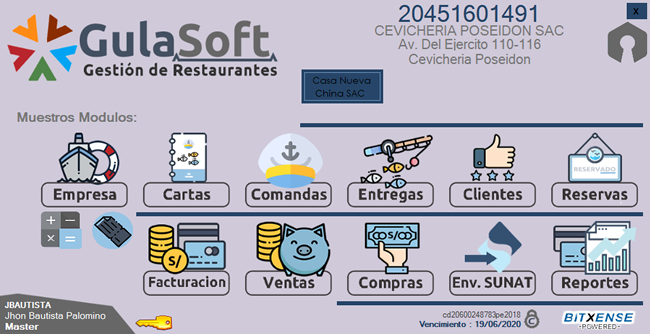 GulaSoft
Gestión de Restaurantes
20451601491
CEVICHERIA POSEIDON SAC
Av. Del Ejercito 110-116
Cevicheria Poseidon
X
Casa Nueva
China SAC
Muestros Modulos:
RESERVADO
Empresa
Cartas
Comandas
Entregas
Clientes
Reservas
S/
S/
Facturacion
Ventas
Compras
Env. SUNAT
Reportes
JBAUTISTA
Jhon Bautista Palomino
Master
cd20600248783pe2018
Vencimiento : 19/06/2020
BITXENSE
-POWERED-